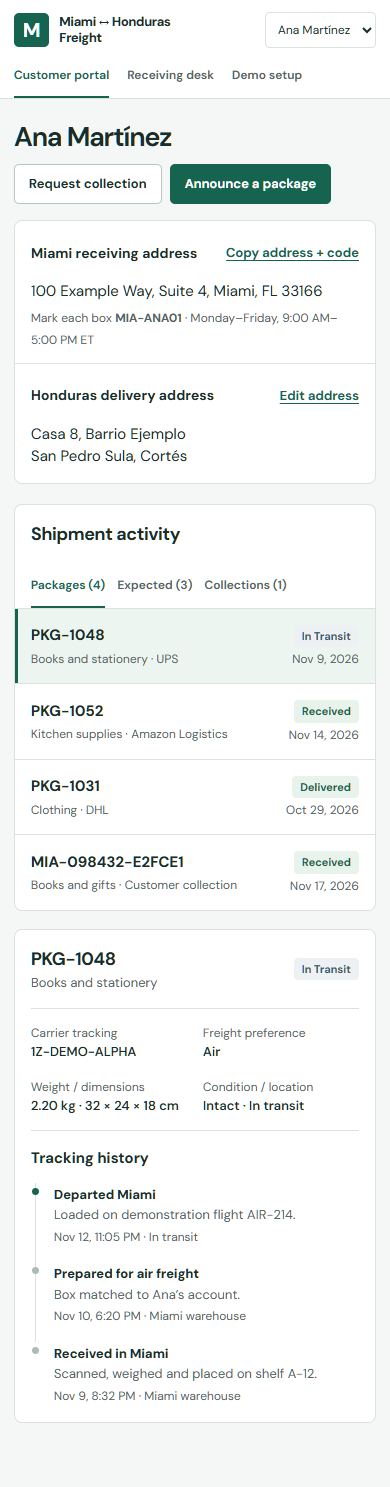 M
Miami ↔ Honduras
Freight
Ana Martínez
Customer portal
Receiving desk
Demo setup
Ana Martínez
Request collection
Announce a package
Miami receiving address
Copy address + code
100 Example Way, Suite 4, Miami, FL 33166
Mark each box MIA-ANA01 · Monday–Friday, 9:00 AM–
5:00 PM ET
Honduras delivery address
Edit address
Casa 8, Barrio Ejemplo
San Pedro Sula, Cortés
Shipment activity
Packages (4)
Expected (3)
Collections (1)
PKG-1048
In Transit
Books and stationery · UPS
Nov 9, 2026
PKG-1052
Received
Kitchen supplies · Amazon Logistics
Nov 14, 2026
PKG-1031
Delivered
Clothing · DHL
Oct 29, 2026
MIA-098432-E2FCE1
Received
Books and gifts · Customer collection
Nov 17, 2026
PKG-1048
Books and stationery
In Transit
Carrier tracking
1Z-DEMO-ALPHA
Freight preference
Air
Weight / dimensions
2.20 kg · 32 × 24 × 18 cm
Condition / location
Intact · In transit
Tracking history
Departed Miami
Loaded on demonstration flight AIR-214.
Nov 12, 11:05 PM · In transit
Prepared for air freight
Box matched to Ana’s account.
Nov 10, 6:20 PM · Miami warehouse
Received in Miami
Scanned, weighed and placed on shelf A-12.
Nov 9, 8:32 PM · Miami warehouse